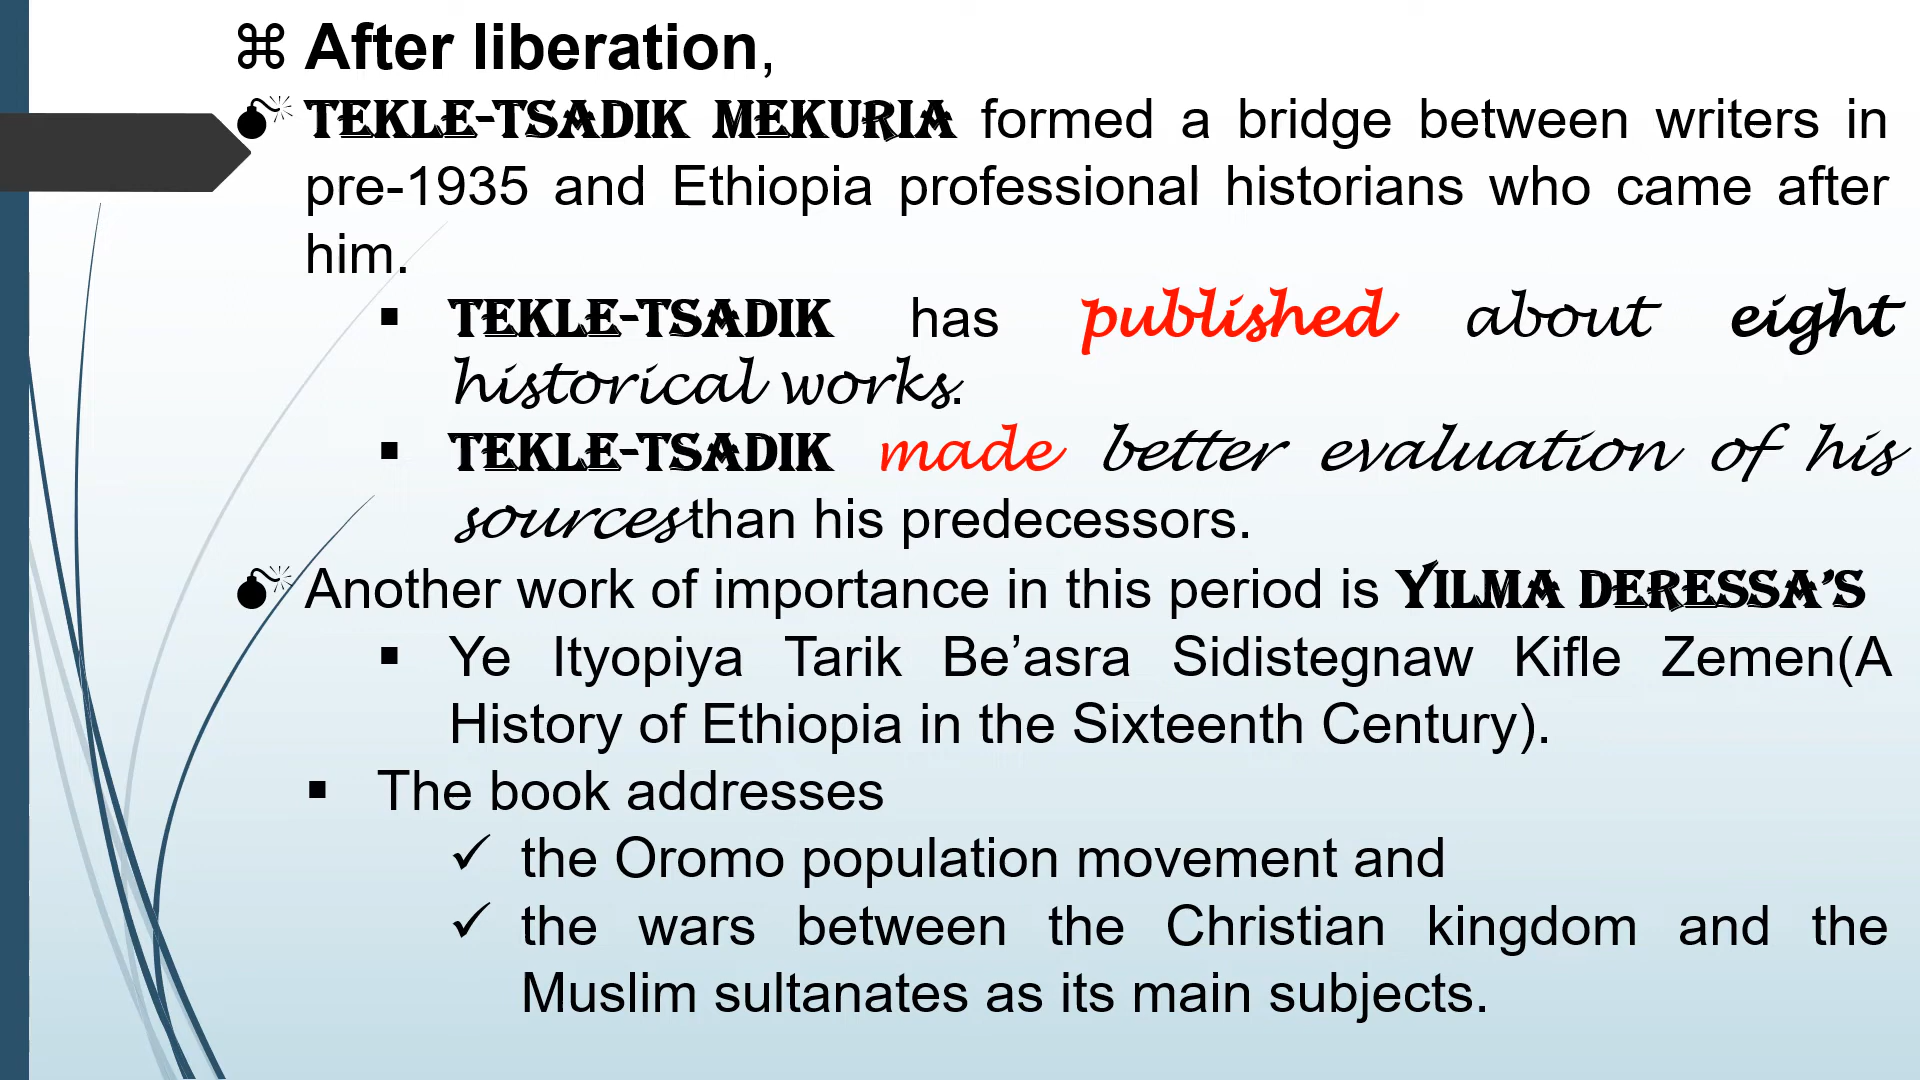 ⌘ After liberation,
💣 TEKLE-TSADIK MEKURIA formed a bridge between writers in
pre-1935 and Ethiopia professional historians who came after
him.
▪ TEKLE-TSADIK has published about eight
historical works.
▪ TEKLE-TSADIK made better evaluation of his
sources than his predecessors.
💣 Another work of importance in this period is YILMA DERESSA’S
▪ Ye Ityopiya Tarik Be’asra Sidistegnaw Kifle Zemen(A
History of Ethiopia in the Sixteenth Century).
▪ The book addresses
✓ the Oromo population movement and
✓ the wars between the Christian kingdom and the
Muslim sultanates as its main subjects.